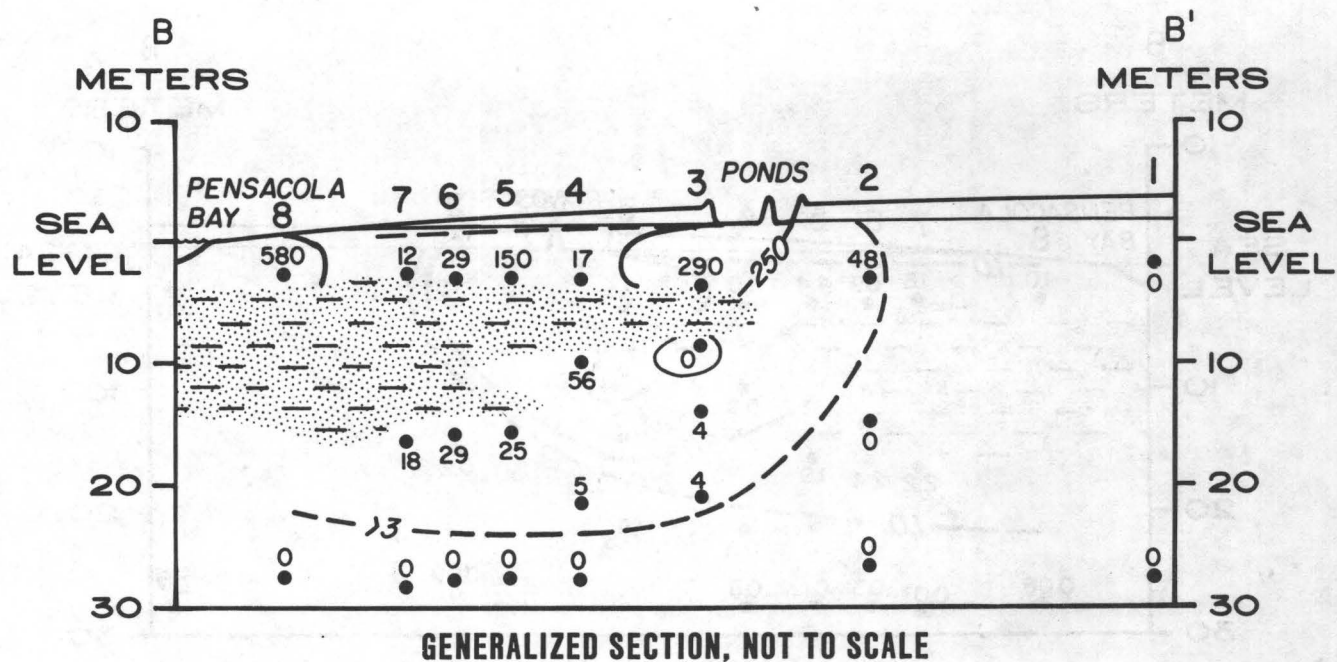 B B'
METERS METERS
10 10
PENSACOLA PONDS
BAY 8 7 6 5 4 3 2 1
SEA SEA
LEVEL LEVEL
580 12 29 150 17 290 250 48 0
10 0 10
56
4 0
18 29 25
20 5 4 20
>3
0 0 0 0 0 0 0
30 30
GENERALIZED SECTION, NOT TO SCALE